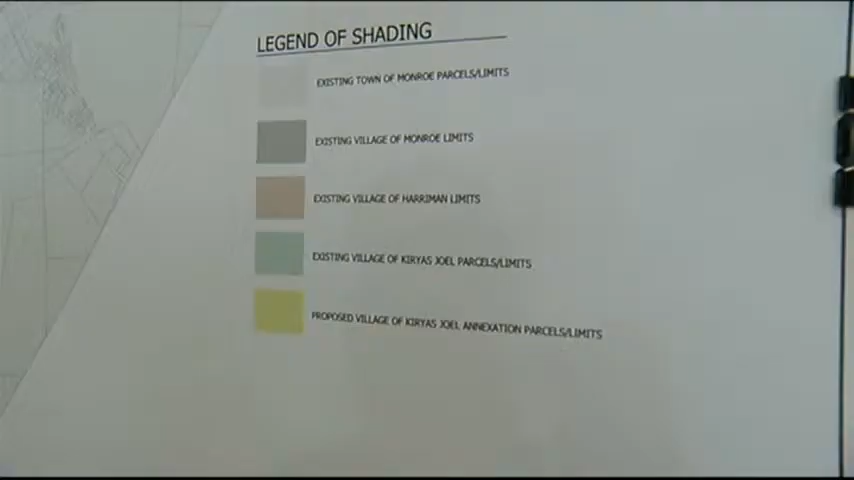 LEGEND OF SHADING
EXISTING TOWN OF MONROE PARCELS/LIMITS
EXISTING VILLAGE OF MONROE LIMITS
EXISTING VILLAGE OF HARRIMAN LIMITS
EXISTING VILLAGE OF KIRYAS JOEL PARCELS/LIMITS
PROPOSED VILLAGE OF KIRYAS JOEL ANNEXATION PARCELS/LIMITS